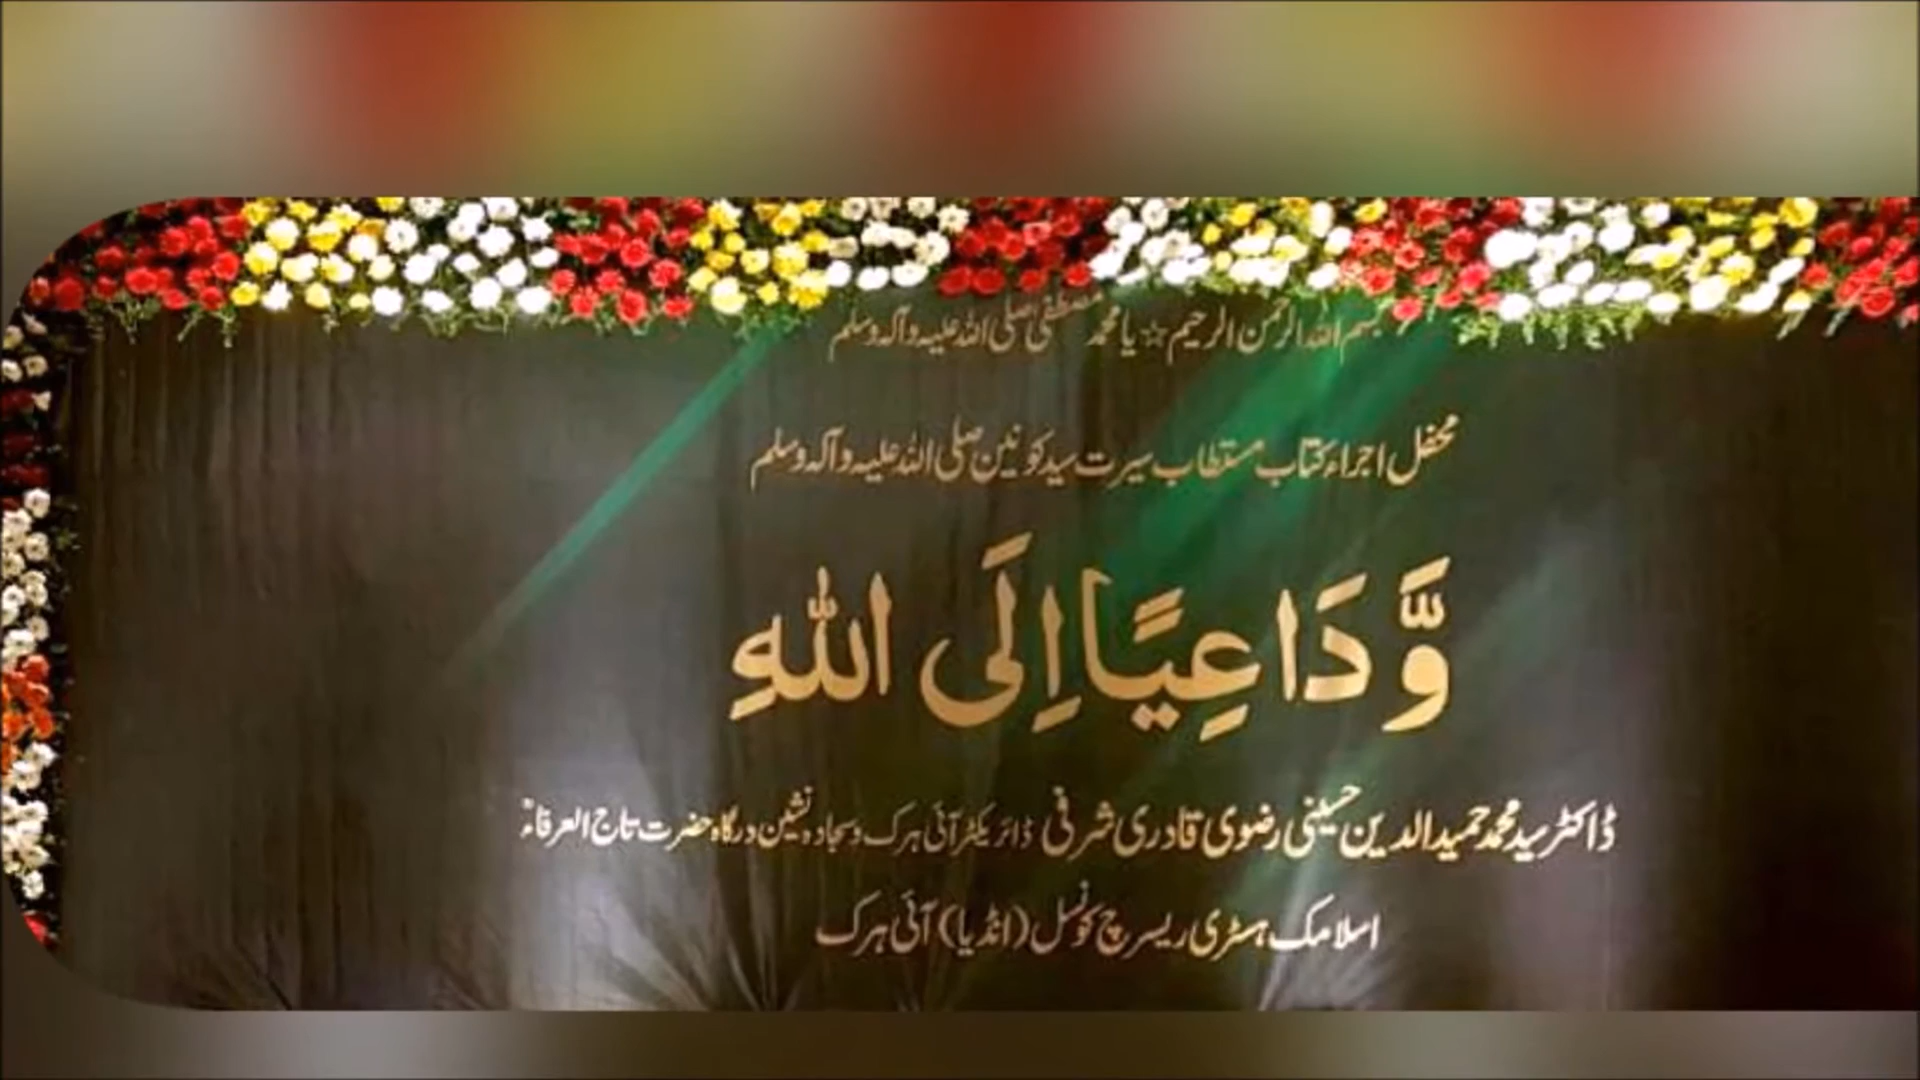 بسم اللہ الرحمن الرحیم ☆ یا محمد مصطفی صلی اللہ علیہ وآلہ وسلم
محفل اجراء کتاب مستطاب سیرت سید کونین صلی اللہ علیہ وآلہ وسلم
وَّدَاعِيًا اِلَى اللهِ
ڈاکٹر سید محمد حمید الدین حسینی رضوی قادری شرفی ڈائریکٹر آئی ہرک وسجادہ نشین درگاہ حضرت تاج العرفاءؒ
اسلامک ہسٹری ریسرچ کونسل (انڈیا) آئی ہرک